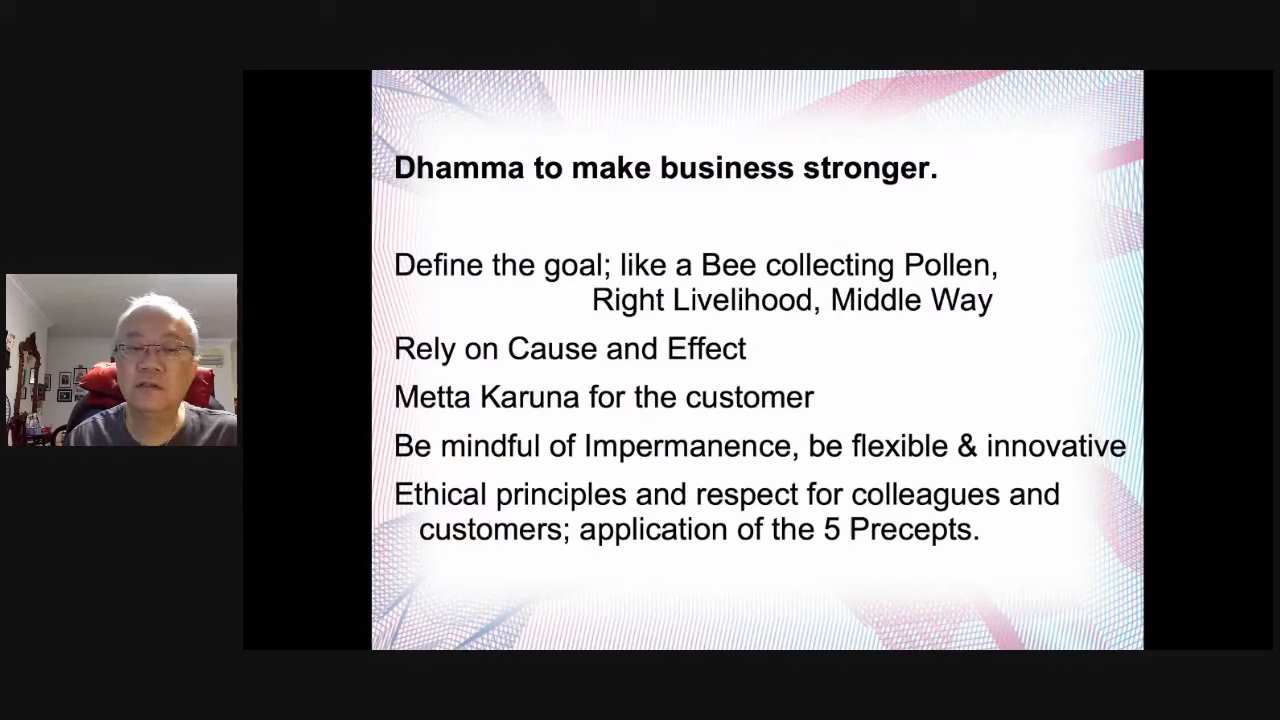 Dhamma to make business stronger.
Define the goal; like a Bee collecting Pollen,
Right Livelihood, Middle Way
Rely on Cause and Effect
Metta Karuna for the customer
Be mindful of Impermanence, be flexible & innovative
Ethical principles and respect for colleagues and
customers; application of the 5 Precepts.